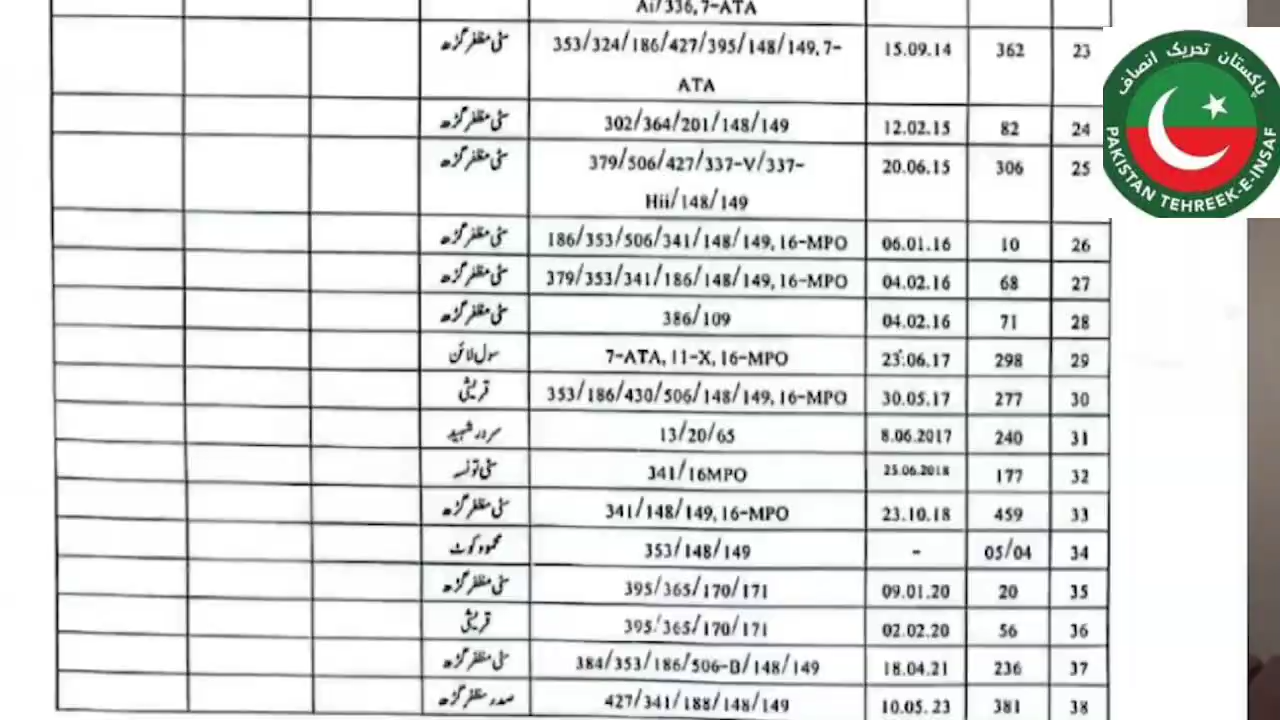 Ai/336, 7-ATA
23 362 15.09.14 353/324/186/427/395/148/149, 7- سٹی مظفر گڑھ
ATA
24 82 12.02.15 302/364/201/148/149 سٹی مظفر گڑھ
25 306 20.06.15 379/506/427/337-V/337- سٹی مظفر گڑھ
Hii/148/149
26 10 06.01.16 186/353/506/341/148/149, 16-MPO سٹی مظفر گڑھ
27 68 04.02.16 379/353/341/186/148/149, 16-MPO سٹی مظفر گڑھ
28 71 04.02.16 386/109 سٹی مظفر گڑھ
29 298 23.06.17 7-ATA, 11-X, 16-MPO سول لائن
30 277 30.05.17 353/186/430/506/148/149, 16-MPO قریشی
31 240 8.06.2017 13/20/65 سرور شہید
32 177 25.06.2018 341/16MPO سٹی تونسہ
33 459 23.10.18 341/148/149, 16-MPO سٹی مظفر گڑھ
34 05/04 - 353/148/149 محمود کوٹ
35 20 09.01.20 395/365/170/171 سٹی مظفر گڑھ
36 56 02.02.20 395/365/170/171 قریشی
37 236 18.04.21 384/353/186/506-B/148/149 سٹی مظفر گڑھ
38 381 10.05.23 427/341/188/148/149 صدر مظفر گڑھ
پاکستان تحریک انصاف
PAKISTAN TEHREEK-E-INSAF